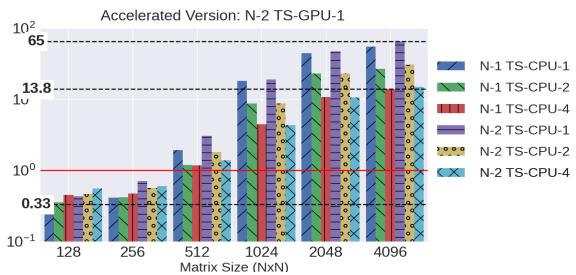 Accelerated Version: N-2 TS-GPU-1
10²
65
13.8
10⁰
0.33
10⁻¹
128 256 512 1024 2048 4096
Matrix Size (NxN)
N-1 TS-CPU-1
N-1 TS-CPU-2
N-1 TS-CPU-4
N-2 TS-CPU-1
N-2 TS-CPU-2
N-2 TS-CPU-4